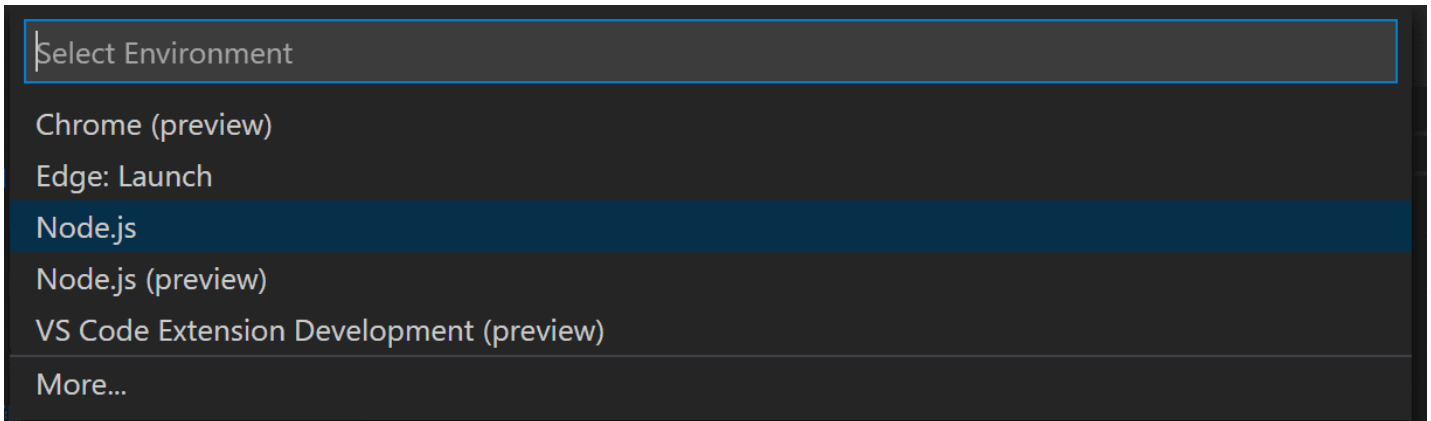 Select Environment
Chrome (preview)
Edge: Launch
Node.js
Node.js (preview)
VS Code Extension Development (preview)
More...